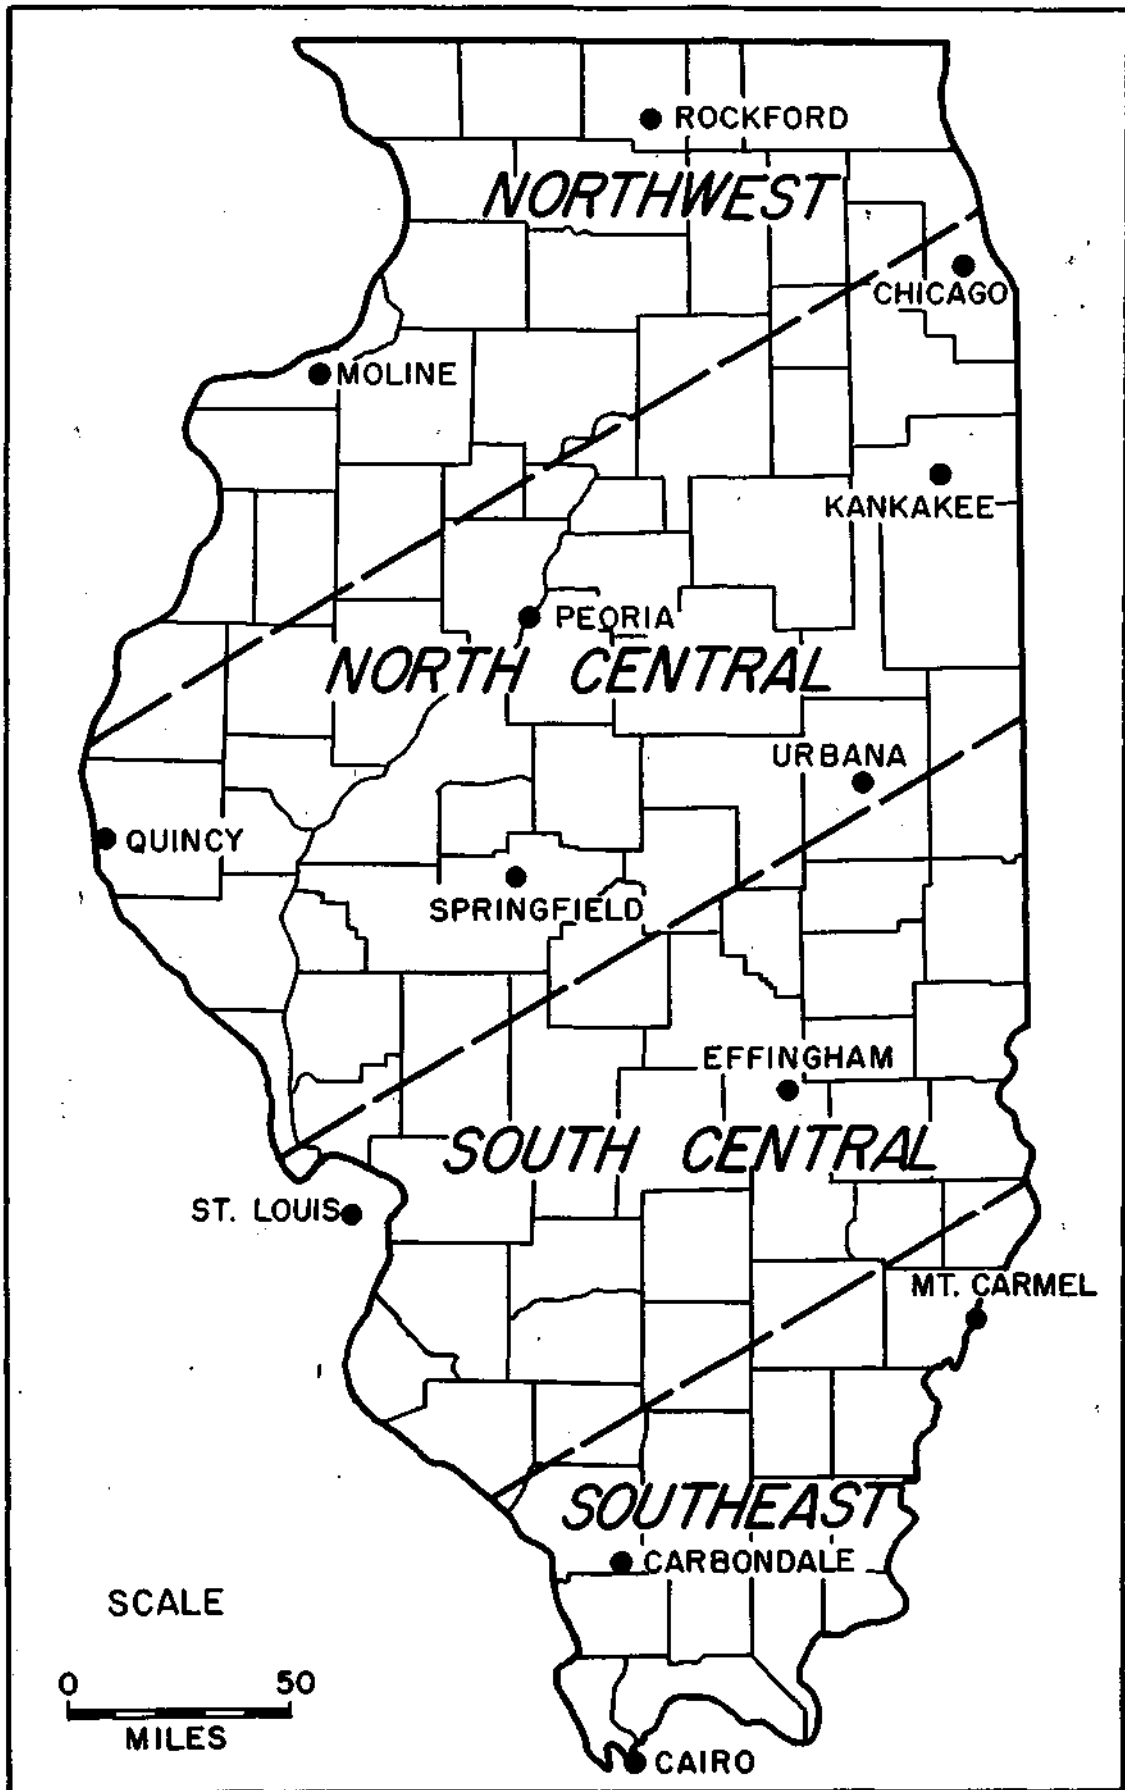 ROCKFORD
NORTHWEST
CHICAGO
MOLINE
KANKAKEE
PEORIA
NORTH CENTRAL
URBANA
QUINCY
SPRINGFIELD
EFFINGHAM
SOUTH CENTRAL
ST. LOUIS
MT. CARMEL
SOUTHEAST
CARBONDALE
SCALE
0 50
MILES
CAIRO